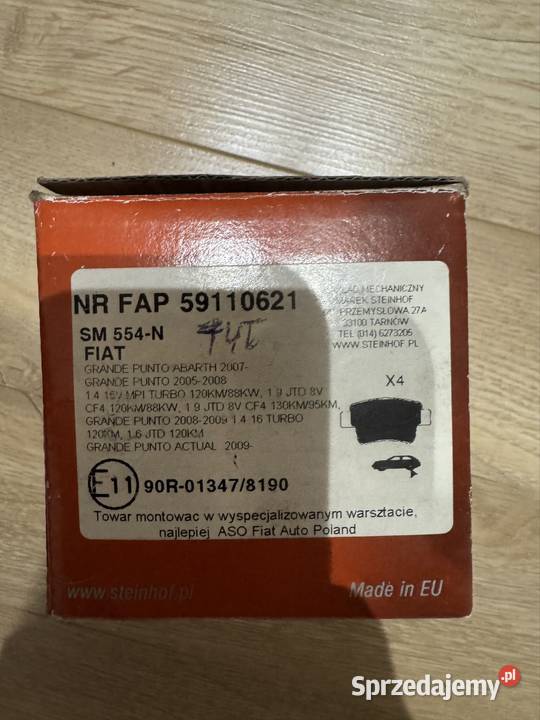 NR FAP 59110621
SM 554-N
TYŁ
FIAT
GRANDE PUNTO ABARTH 2007-
GRANDE PUNTO 2005-2008
1.4 16V MPI TURBO 120KM/88KW, 1.9 JTD 8V
CF4 120KM/88KW, 1.9 JTD 8V CF4 130KM/95KM,
GRANDE PUNTO 2008-2009 1.4 16 TURBO
120KM, 1.6 JTD 120KM
GRANDE PUNTO ACTUAL 2009-
E11 90R-01347/8190
Towar montowac w wyspecjalizowanym warsztacie,
najlepiej ASO Fiat Auto Poland
MECHANICZNY
MAREK STEINHOF
PRZEMYSŁOWA 27A
33100 TARNÓW
TEL (014) 6273205
WWW.STEINHOF.PL
X4
www.steinhof.pl
Made in EU
Sprzedajemy.pl